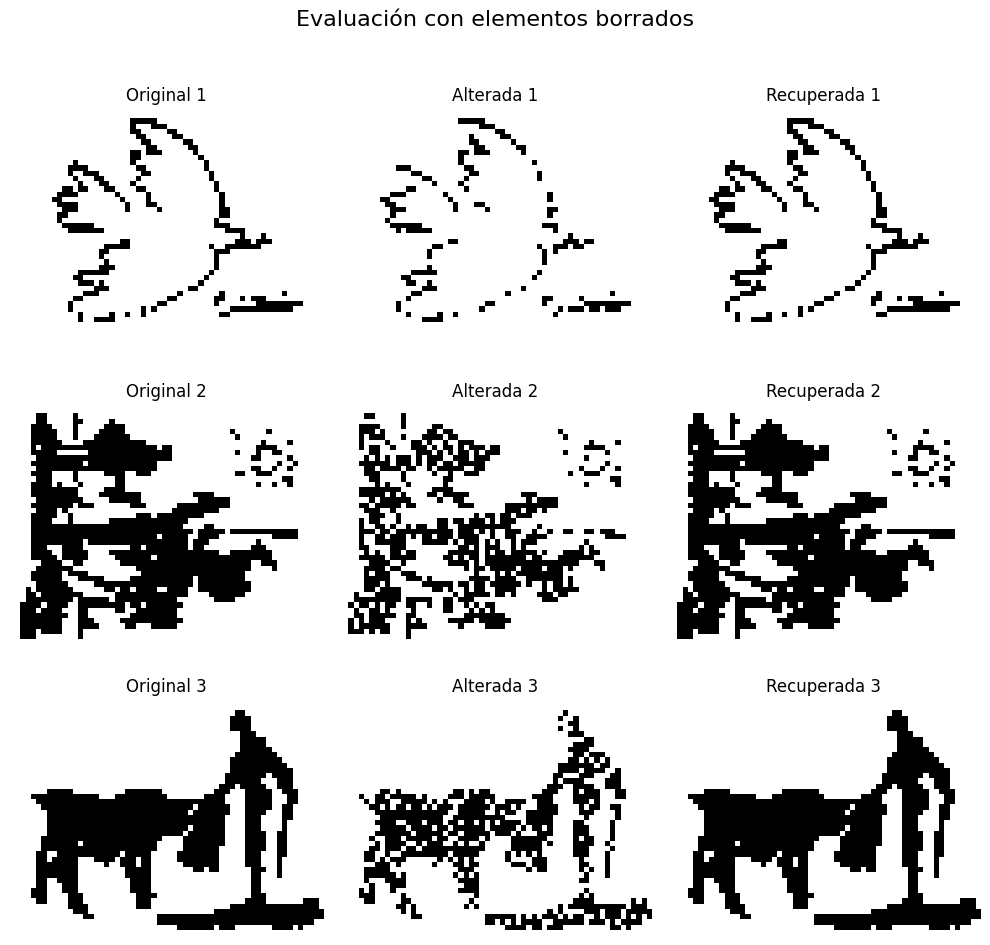 Evaluación con elementos borrados
Original 1
Alterada 1
Recuperada 1
Original 2
Alterada 2
Recuperada 2
Original 3
Alterada 3
Recuperada 3